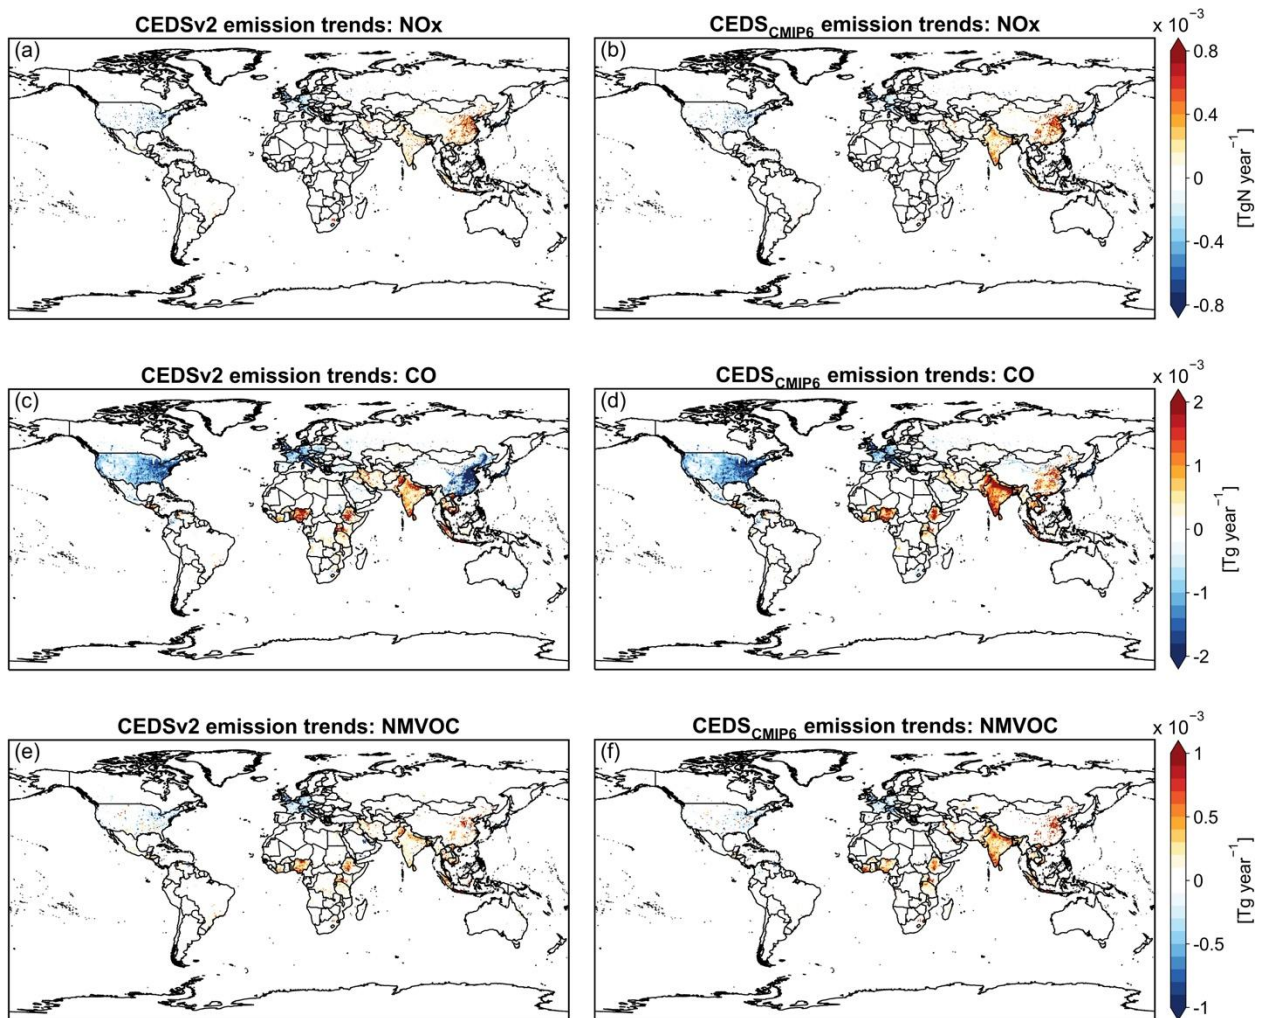 CEDSv2 emission trends: NOx
CEDS_CMIP6 emission trends: NOx
x 10⁻³
(a)
(b)
0.8
0.4
0
-0.4
-0.8
[TgN year⁻¹]
CEDSv2 emission trends: CO
CEDS_CMIP6 emission trends: CO
x 10⁻³
(c)
(d)
2
1
0
-1
-2
[Tg year⁻¹]
CEDSv2 emission trends: NMVOC
CEDS_CMIP6 emission trends: NMVOC
x 10⁻³
(e)
(f)
1
0.5
0
-0.5
-1
[Tg year⁻¹]